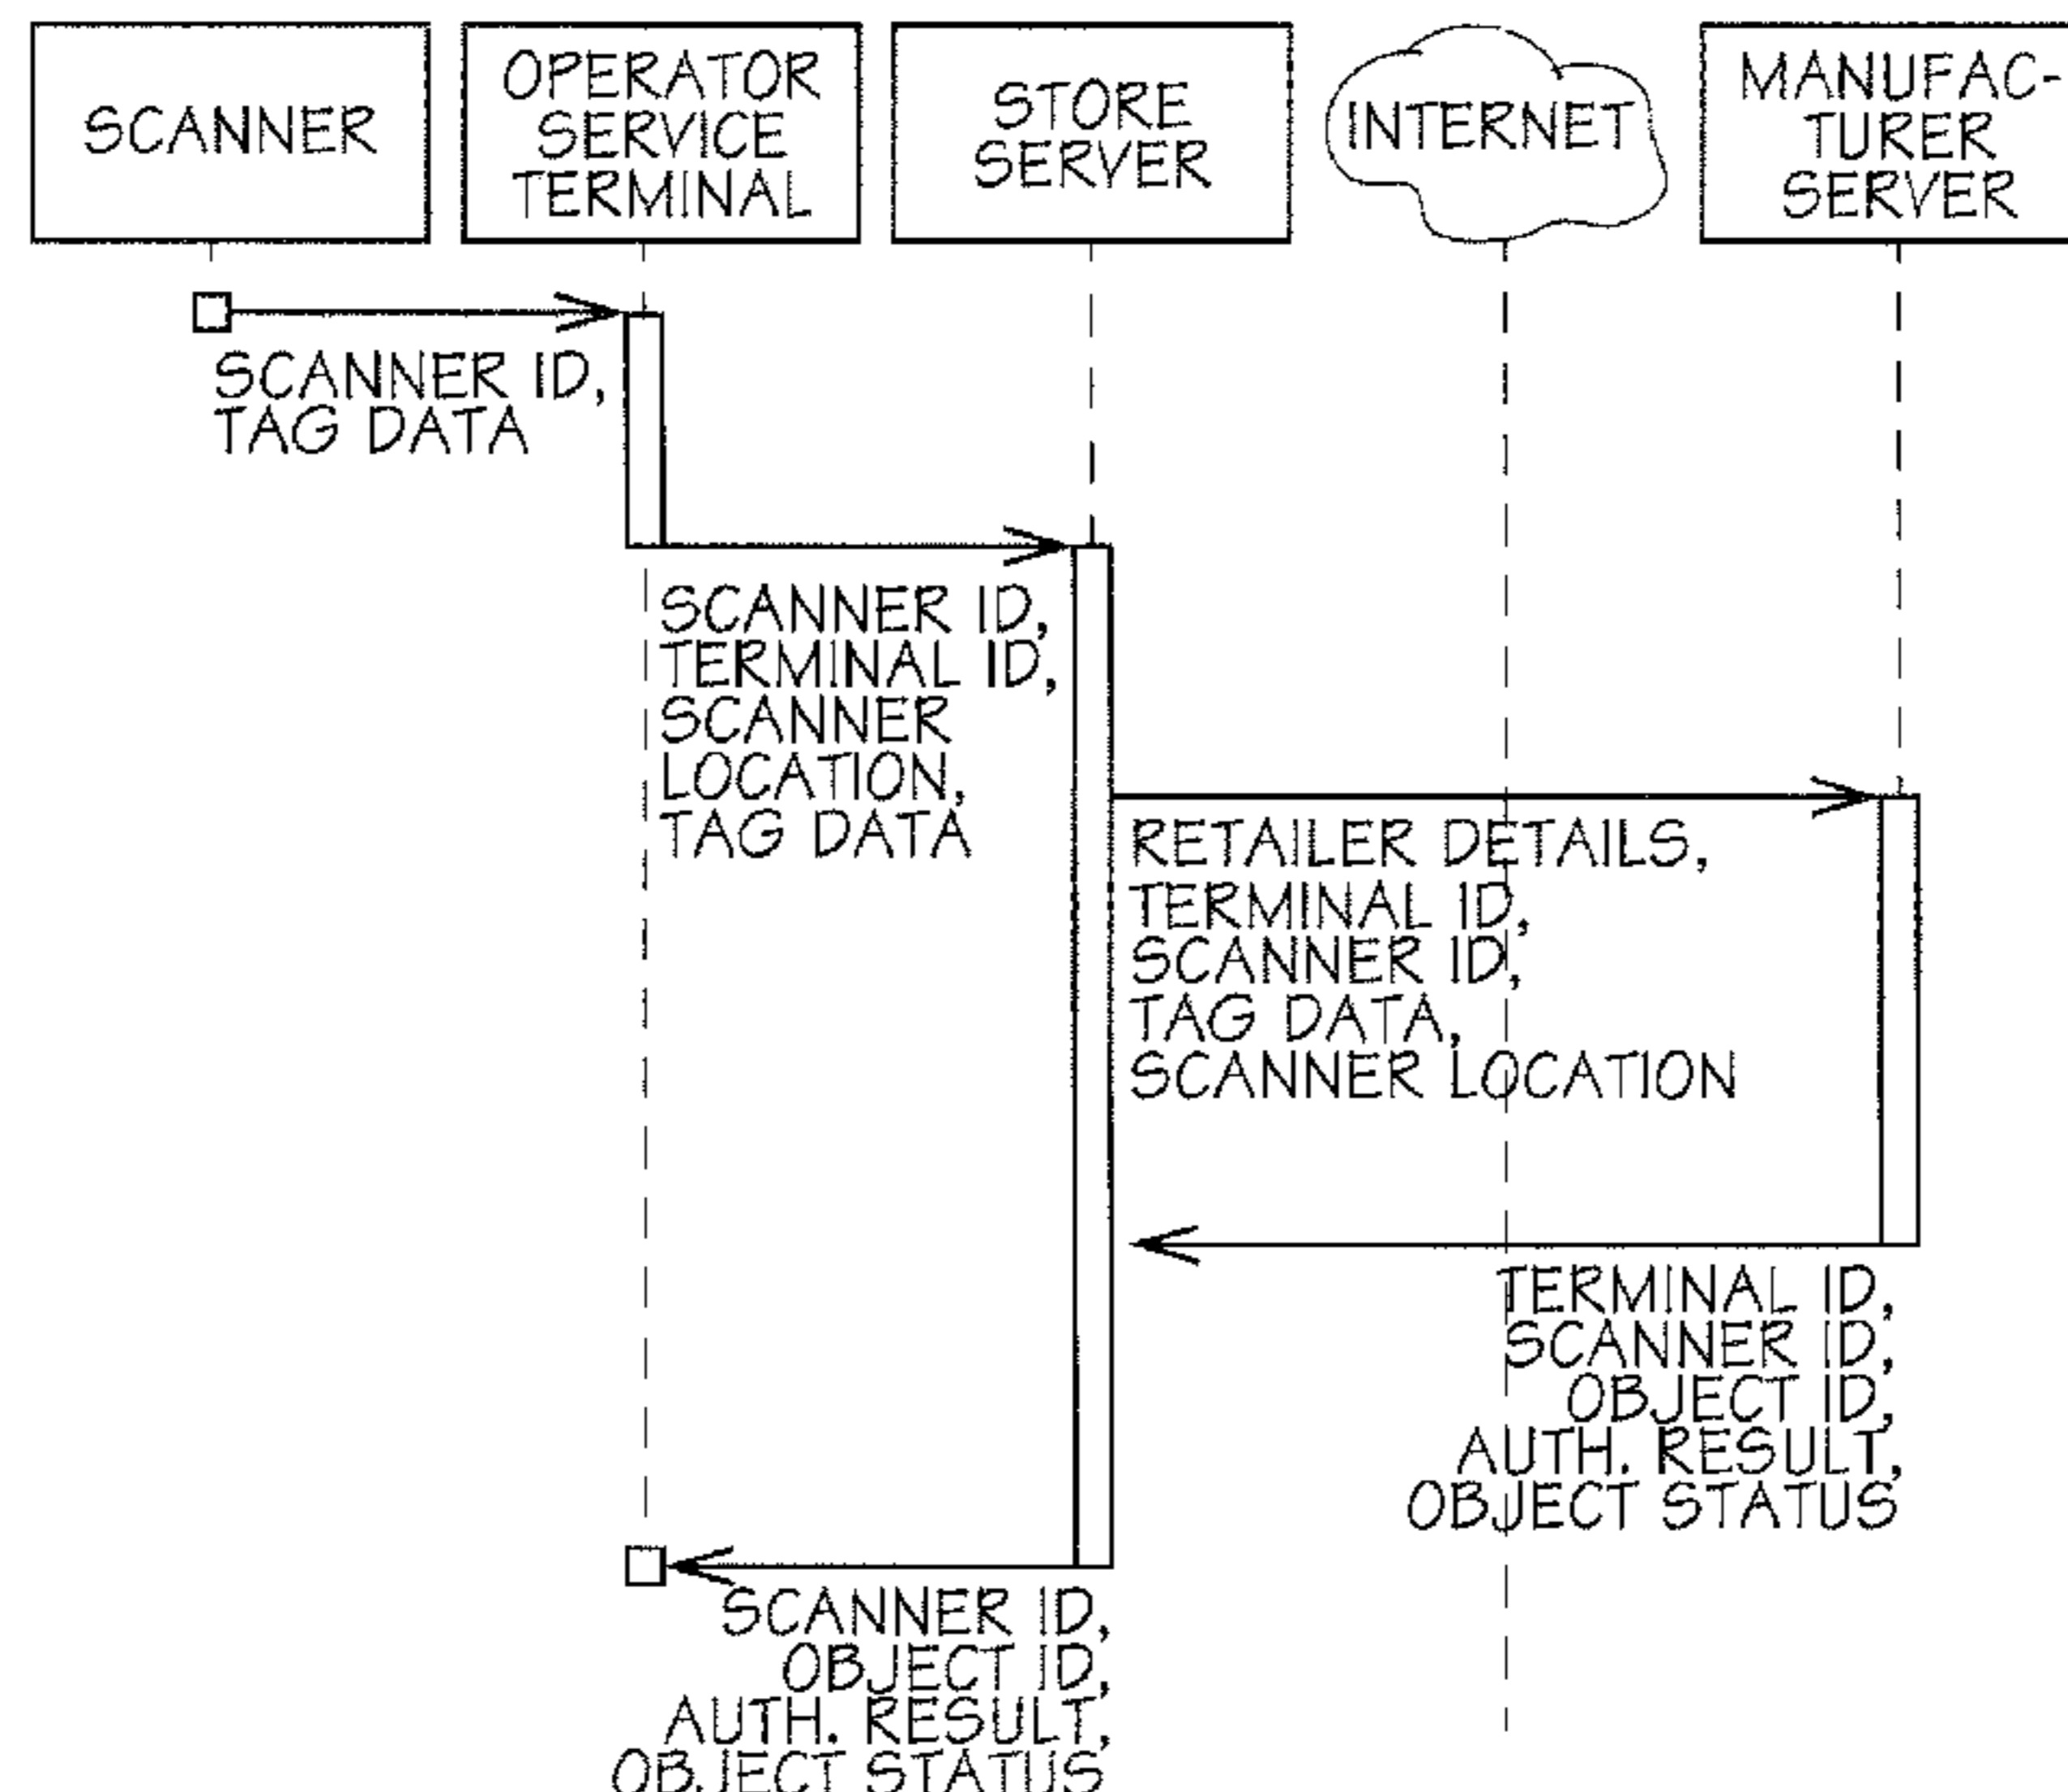 SCANNER
OPERATOR
SERVICE
TERMINAL
STORE
SERVER
INTERNET
MANUFAC-
TURER
SERVER
SCANNER ID,
TAG DATA
SCANNER ID,
TERMINAL ID,
SCANNER
LOCATION,
TAG DATA
RETAILER DETAILS,
TERMINAL ID,
SCANNER ID,
TAG DATA,
SCANNER LOCATION
TERMINAL ID,
SCANNER ID,
OBJECT ID,
AUTH. RESULT,
OBJECT STATUS
SCANNER ID,
OBJECT ID,
AUTH. RESULT,
OBJECT STATUS